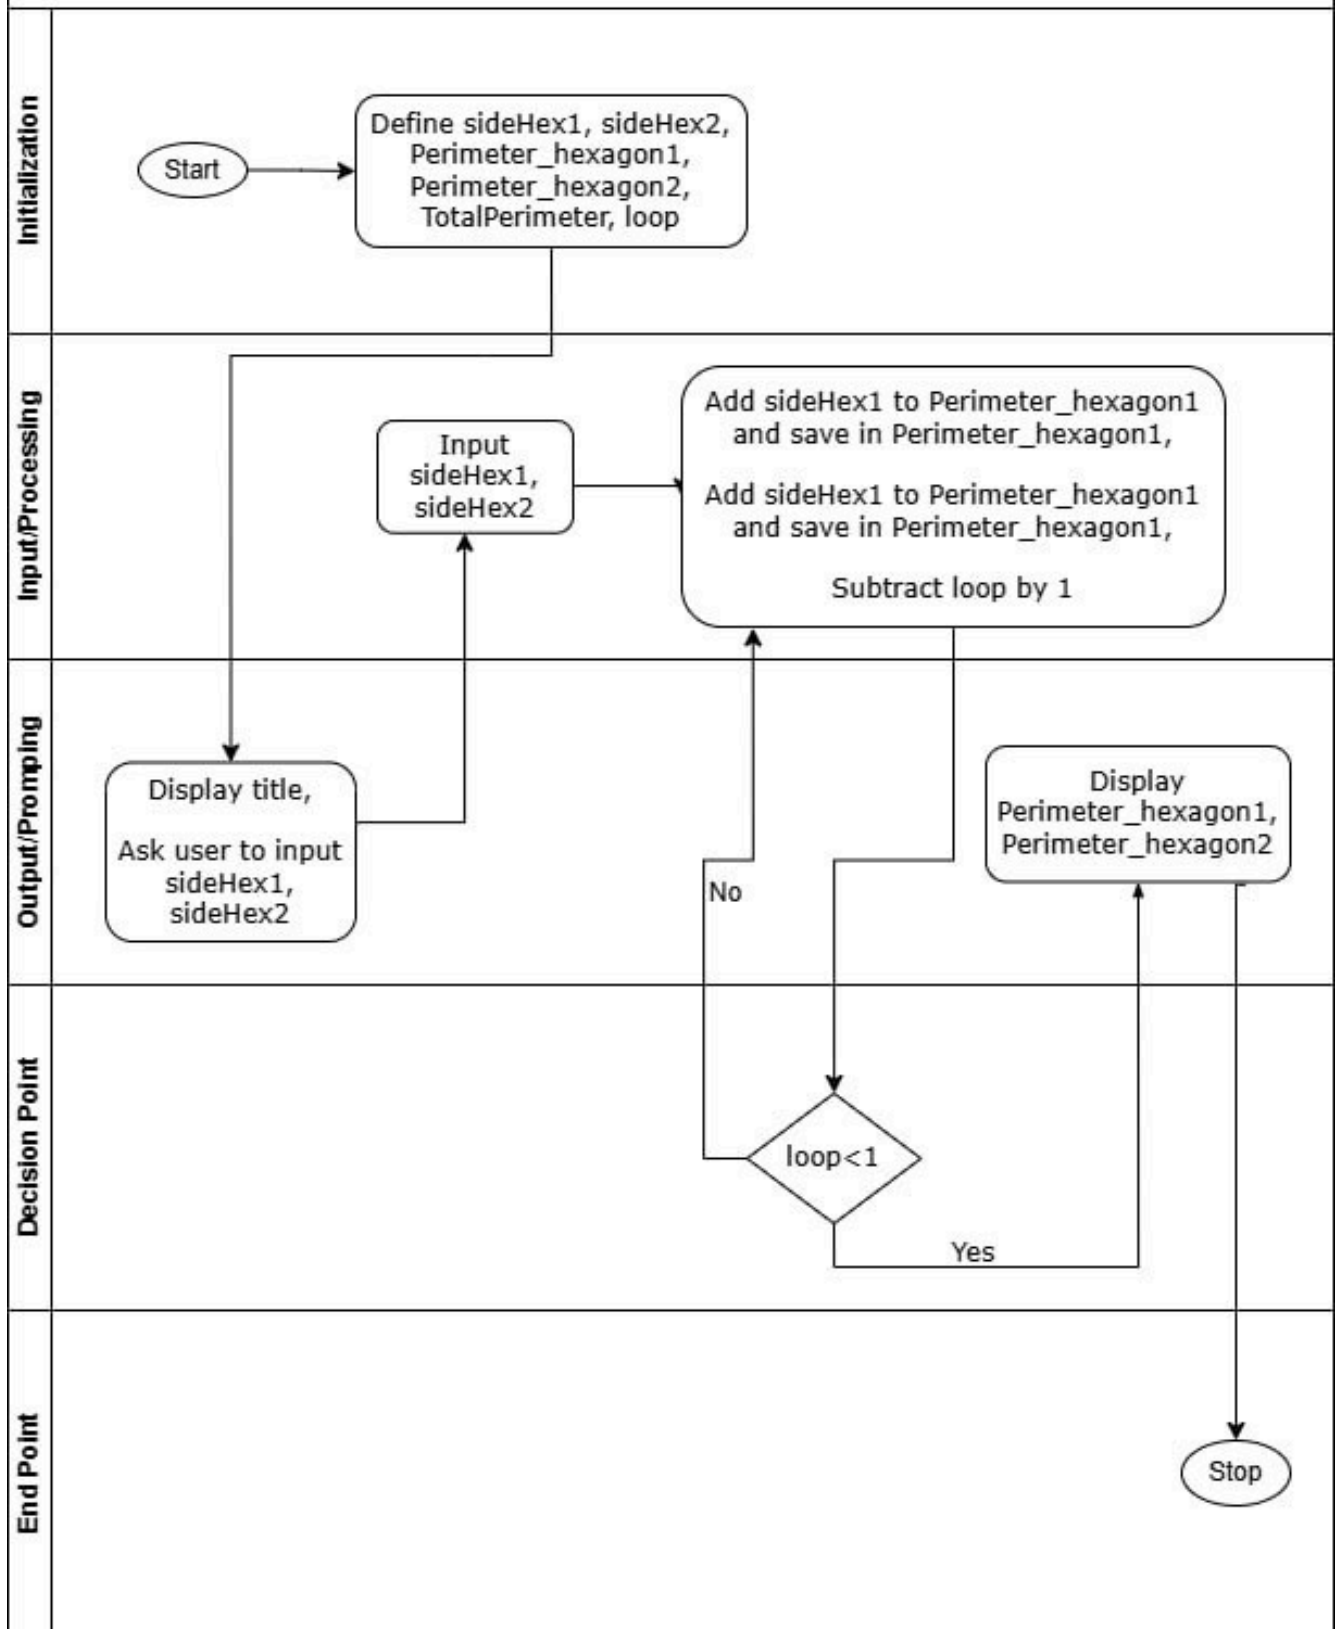 Initialization
Start
Define sideHex1, sideHex2,
Perimeter_hexagon1,
Perimeter_hexagon2,
TotalPerimeter, loop
Input/Processing
Input
sideHex1,
sideHex2
Add sideHex1 to Perimeter_hexagon1
and save in Perimeter_hexagon1,
Add sideHex1 to Perimeter_hexagon1
and save in Perimeter_hexagon1,
Subtract loop by 1
Output/Promping
Display title,
Ask user to input
sideHex1,
sideHex2
No
Display
Perimeter_hexagon1,
Perimeter_hexagon2
Decision Point
loop<1
Yes
End Point
Stop